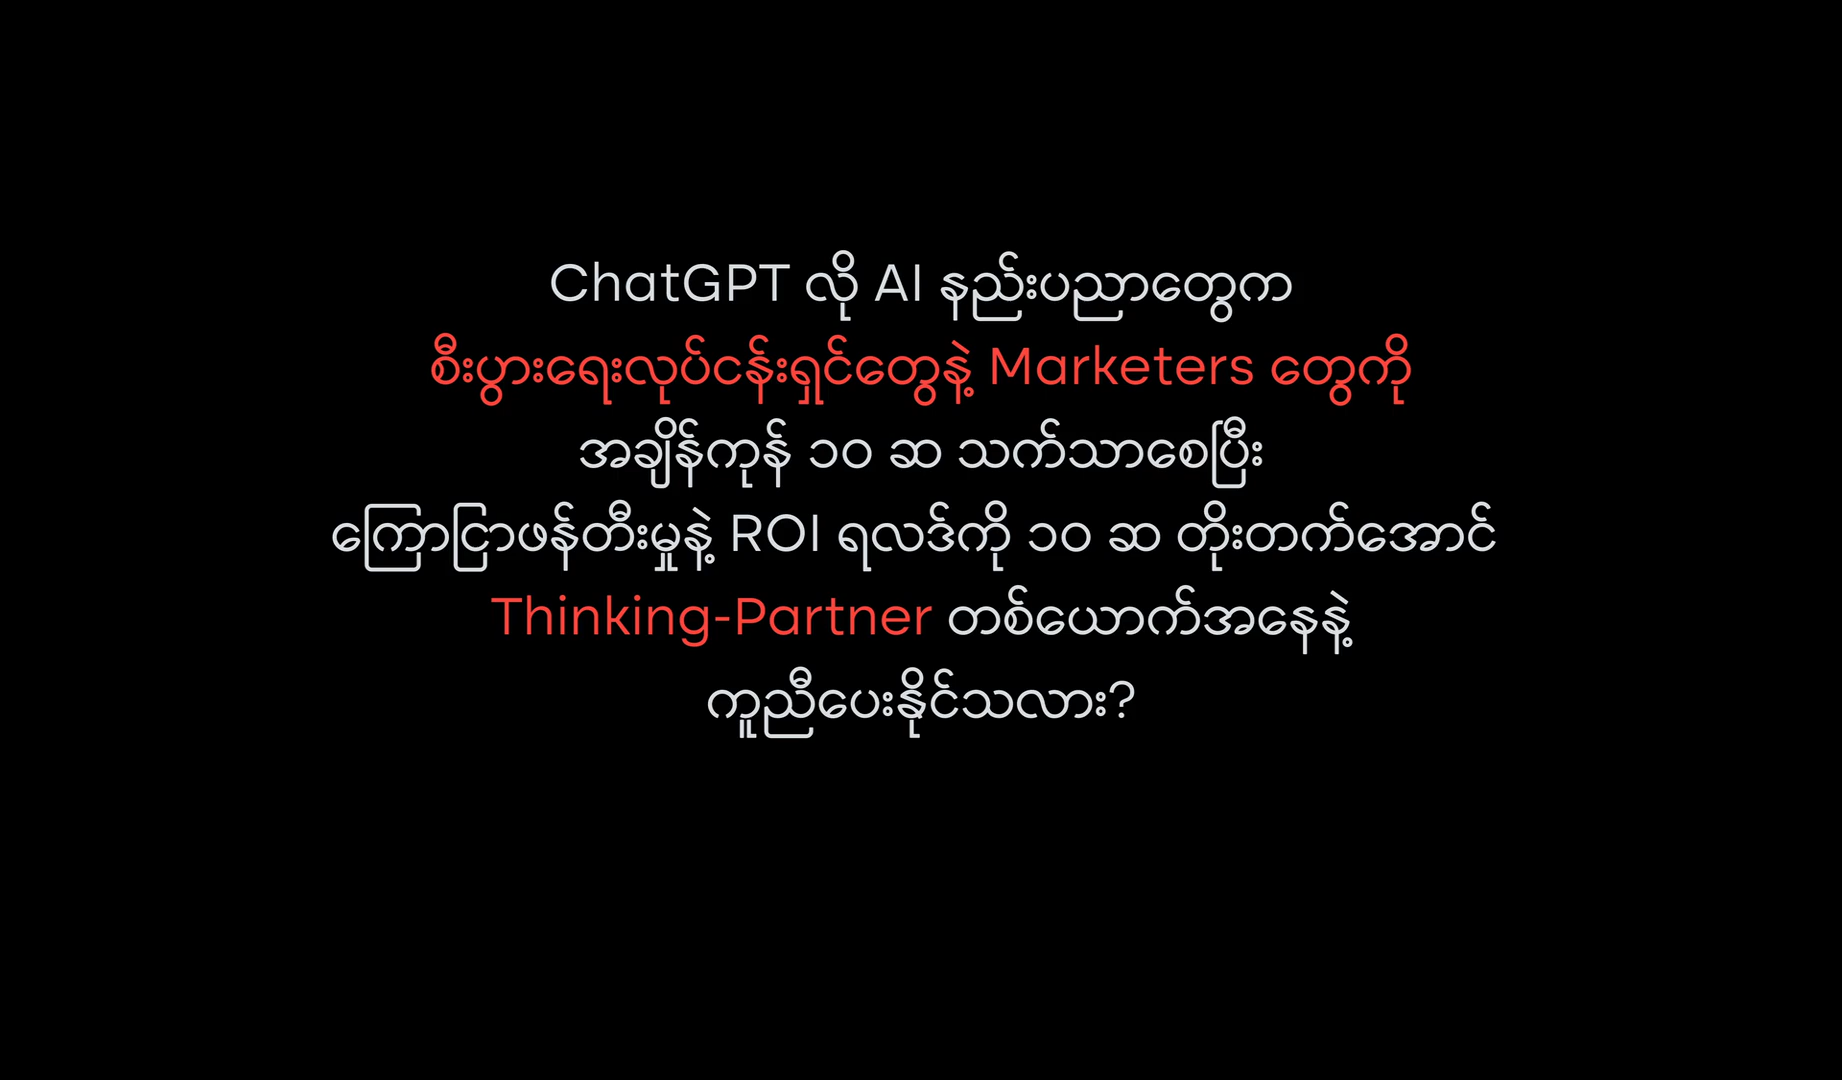 ChatGPT လို AI နည်းပညာတွေက
စီးပွားရေးလုပ်ငန်းရှင်တွေနဲ့ Marketers တွေကို
အချိန်ကုန် ၁၀ ဆ သက်သာစေပြီး
ကြော်ငြာဖန်တီးမှုနဲ့ ROI ရလဒ်ကို ၁၀ ဆ တိုးတက်အောင်
Thinking-Partner တစ်ယောက်အနေနဲ့
ကူညီပေးနိုင်သလား?